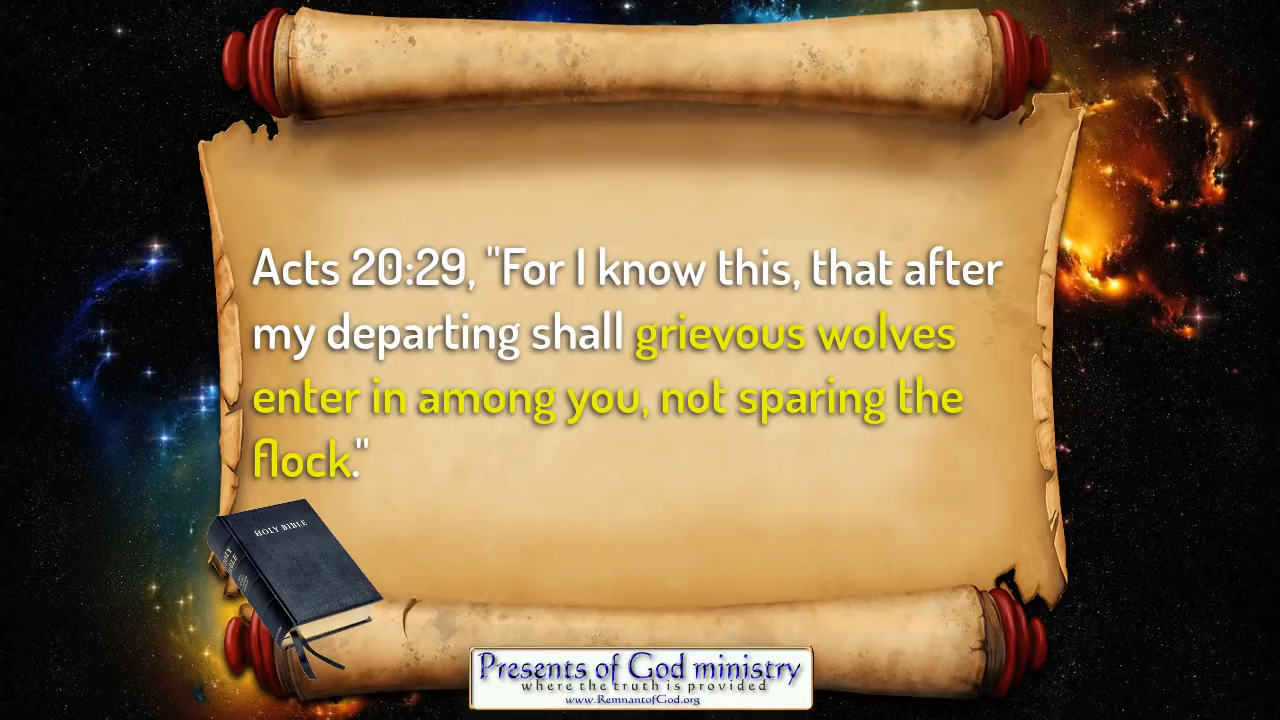 Acts 20:29, "For I know this, that after
my departing shall grievous wolves
enter in among you, not sparing the
flock."
HOLY BIBLE
Presents of God ministry
where the truth is provided
www.RemnantofGod.org